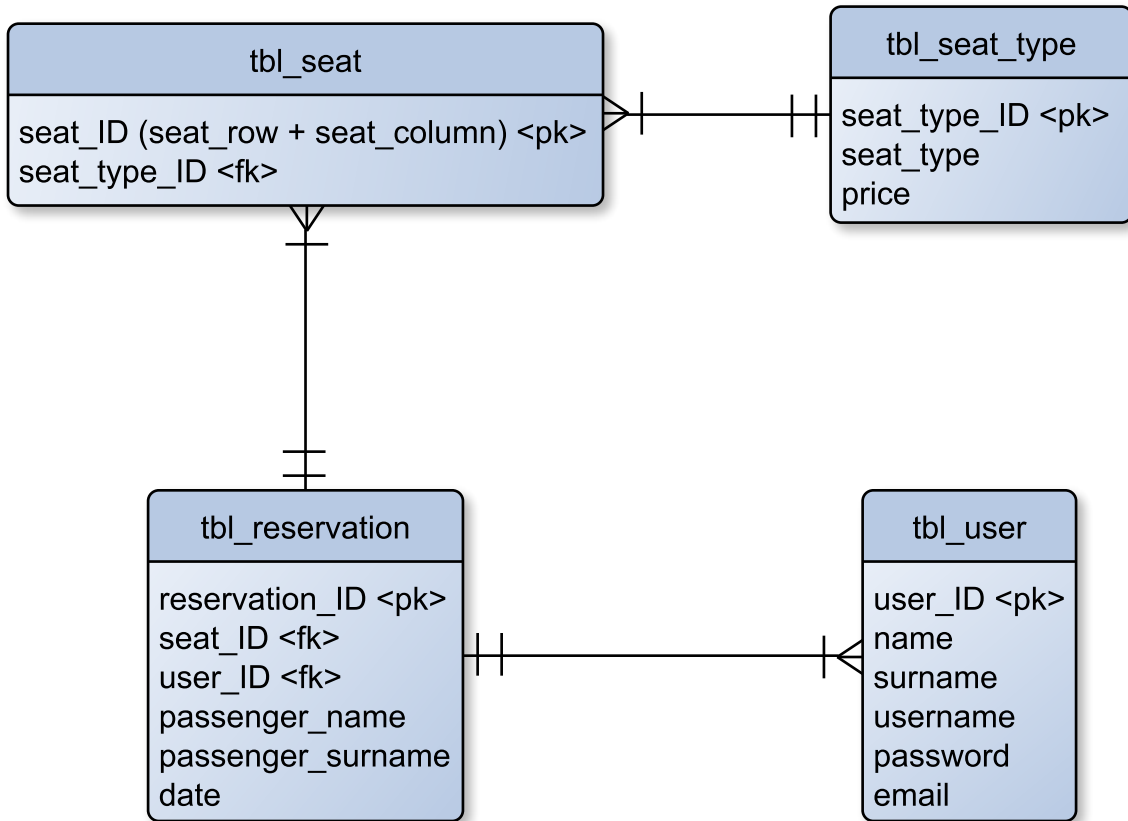 tbl_seat
seat_ID (seat_row + seat_column) <pk>
seat_type_ID <fk>
tbl_seat_type
seat_type_ID <pk>
seat_type
price
tbl_reservation
reservation_ID <pk>
seat_ID <fk>
user_ID <fk>
passenger_name
passenger_surname
date
tbl_user
user_ID <pk>
name
surname
username
password
email